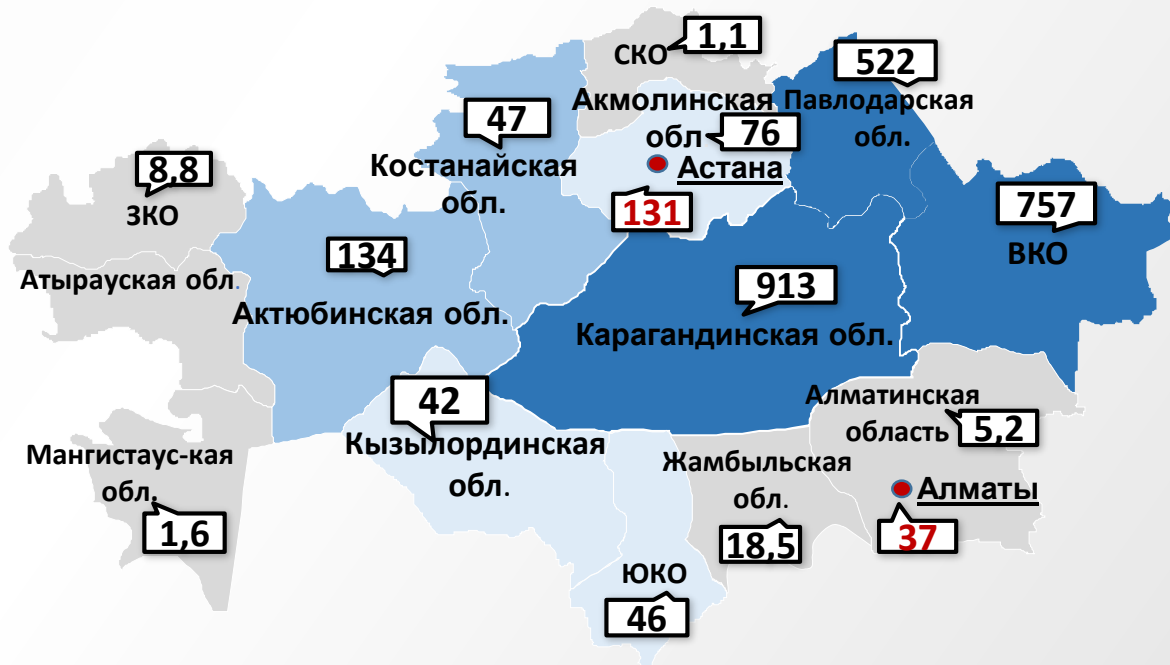 СКО
1,1
522
Акмолинская
обл
76
Павлодарская
обл.
47
Костанайская
обл.
Астана
131
8,8
ЗКО
757
ВКО
134
Атырауская обл.
Актюбинская обл.
913
Карагандинская обл.
42
Кызылординская
обл.
Алматинская
область
5,2
Мангистаус-кая
обл.
1,6
Жамбыльская
обл.
18,5
Алматы
37
ЮКО
46